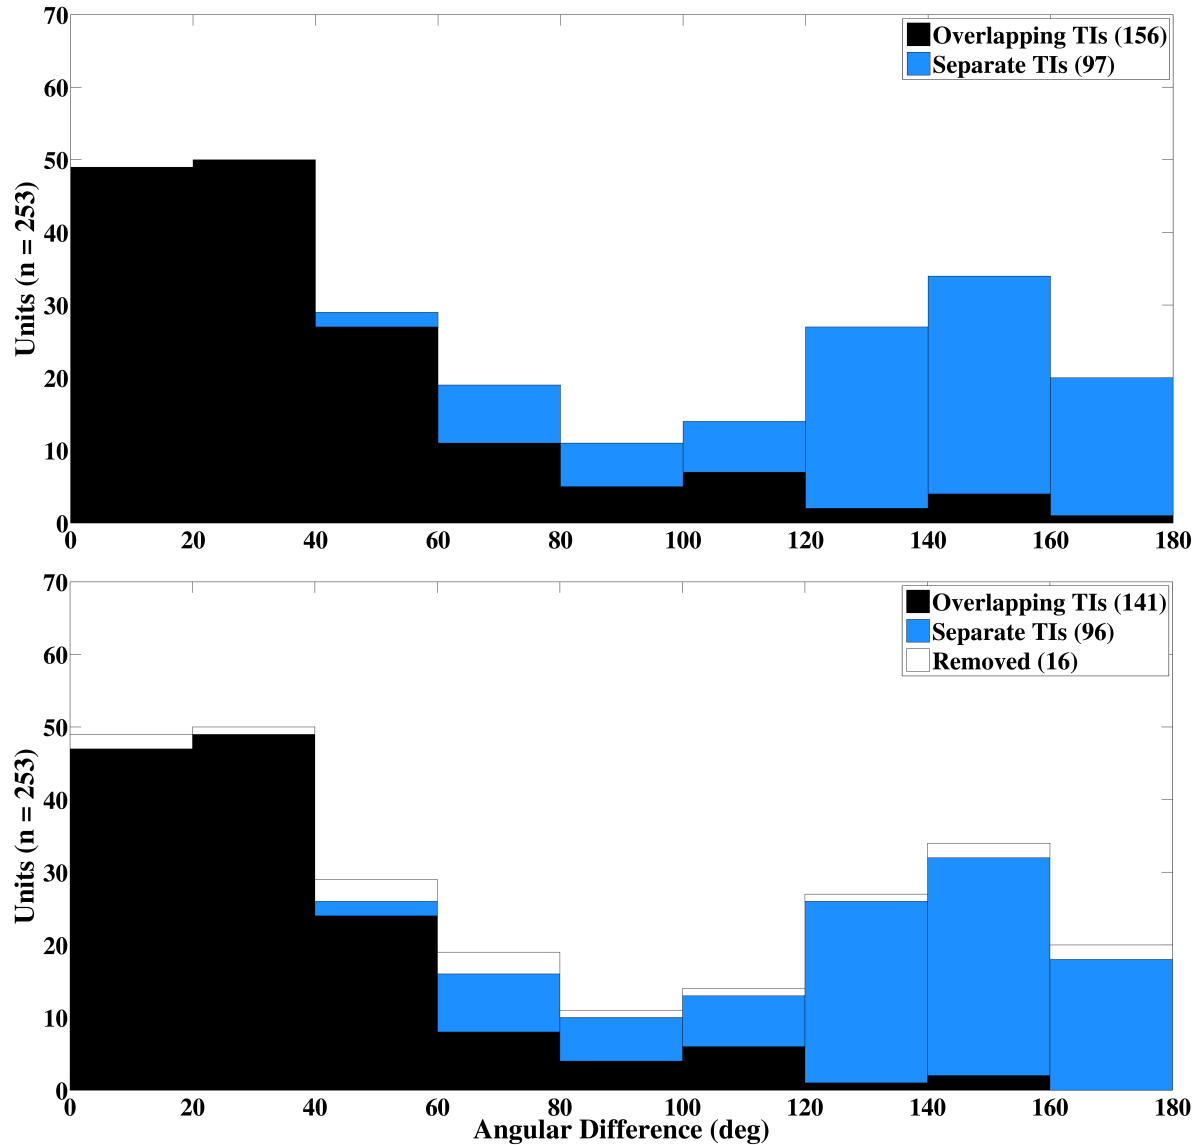 70
60
50
40
30
20
10
0
Units (n = 253)
Overlapping TIs (156)
Separate TIs (97)
0 20 40 60 80 100 120 140 160 180
70
60
50
40
30
20
10
0
Units (n = 253)
Overlapping TIs (141)
Separate TIs (96)
Removed (16)
0 20 40 60 80 100 120 140 160 180
Angular Difference (deg)